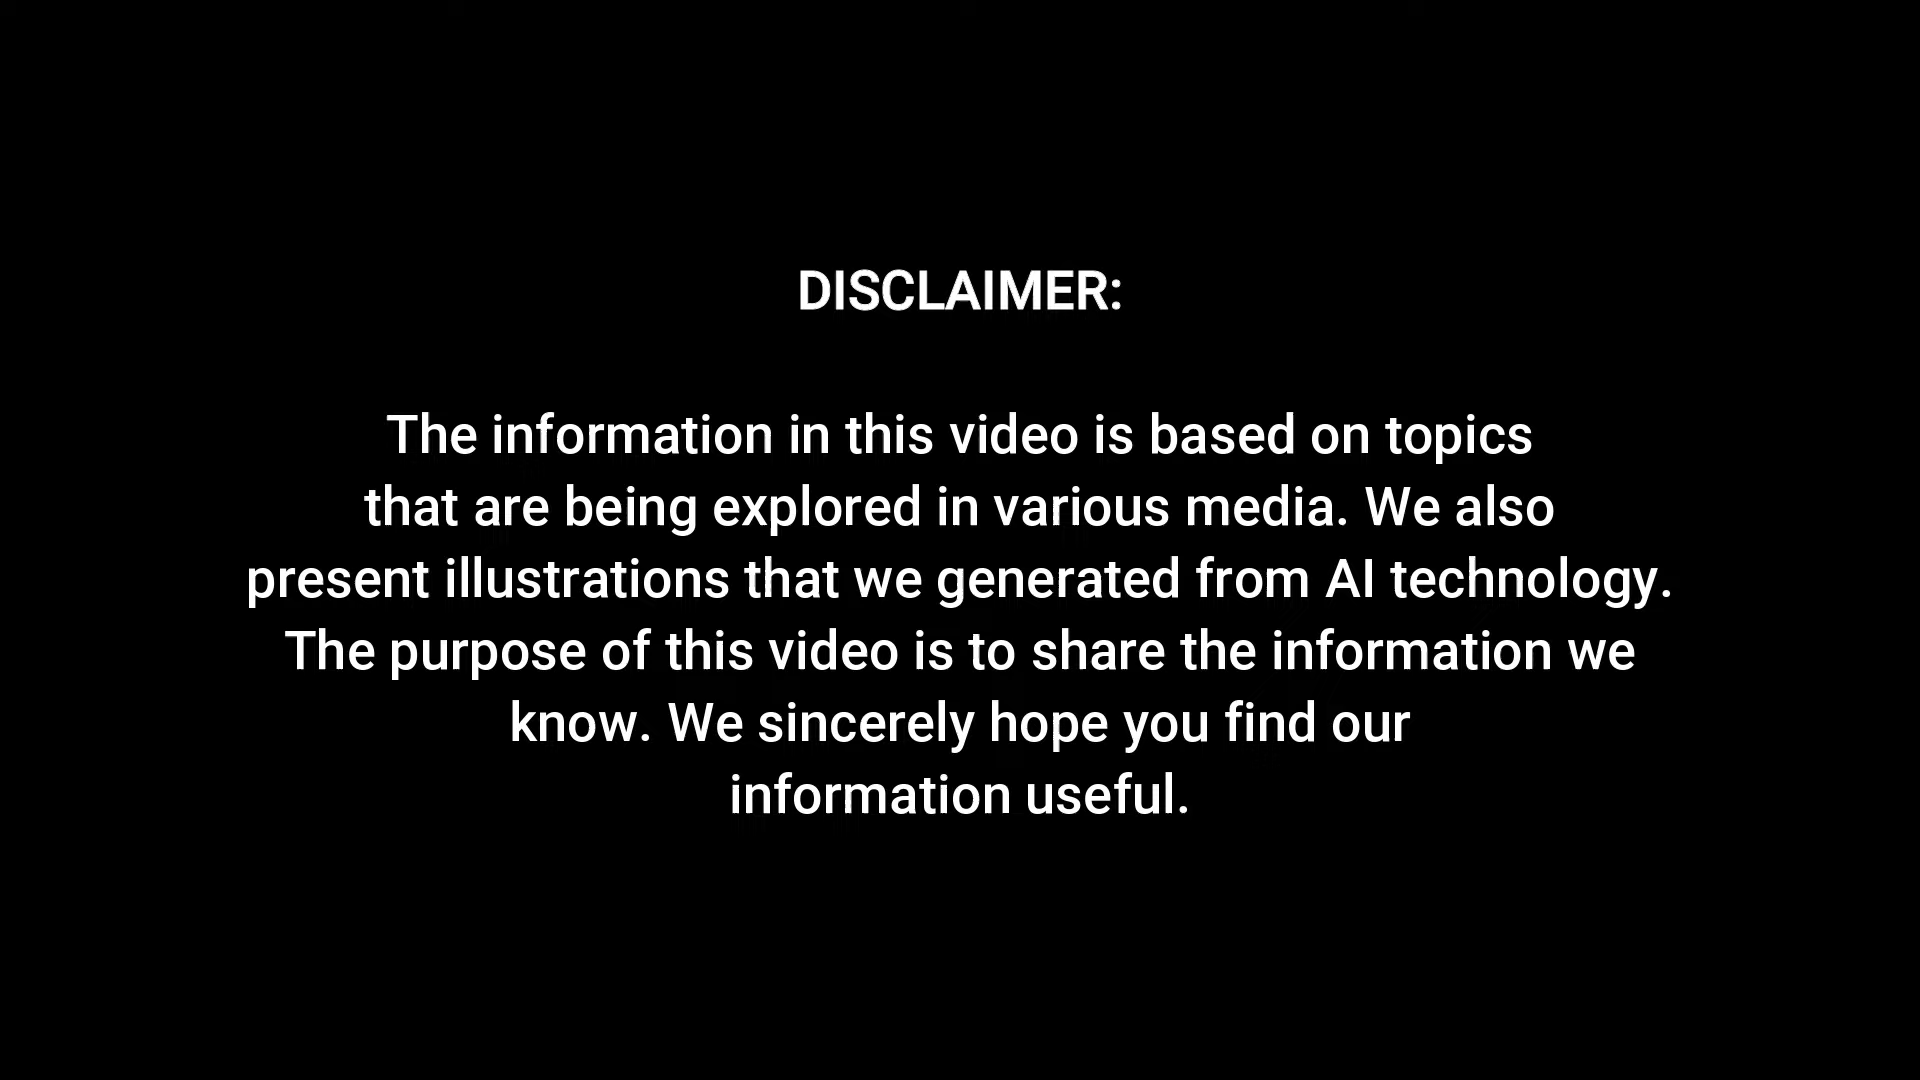 DISCLAIMER:
The information in this video is based on topics
that are being explored in various media. We also
present illustrations that we generated from AI technology.
The purpose of this video is to share the information we
know. We sincerely hope you find our
information useful.